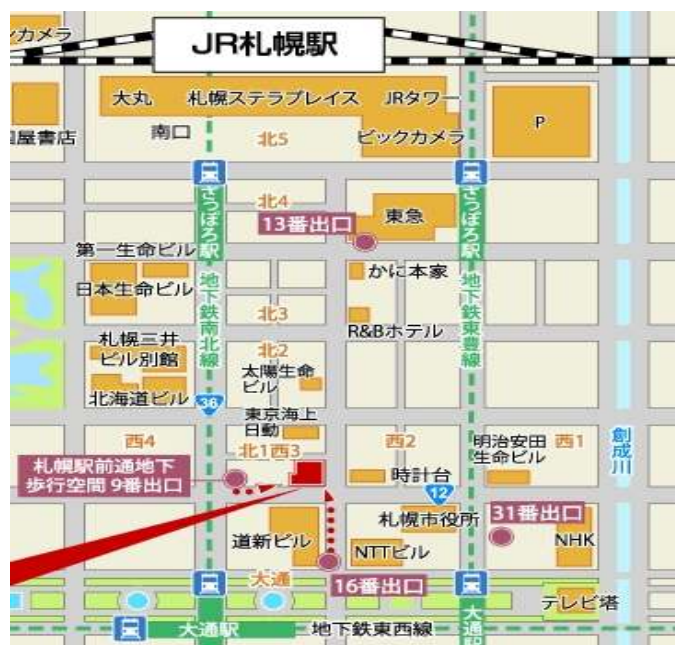 カメラ
JR札幌駅
大丸
札幌ステラプレイス
JRタワー
屋書店
南口
北5
ビックカメラ
P
さっぽろ駅
さっぽろ駅
北4
13番出口
東急
第一生命ビル
日本生命ビル
地下鉄南北線
地下鉄東豊線
かに本家
北3
R&Bホテル
札幌三井
ビル別館
北2
太陽生命
ビル
北海道ビル
36
東京海上
日動
西4
北1西3
西2
明治安田
生命ビル
西1
創成川
札幌駅前通地下
歩行空間 9番出口
時計台
12
道新ビル
札幌市役所
31番出口
NTTビル
NHK
大通
16番出口
テレビ塔
大通駅
地下鉄東西線
大通駅